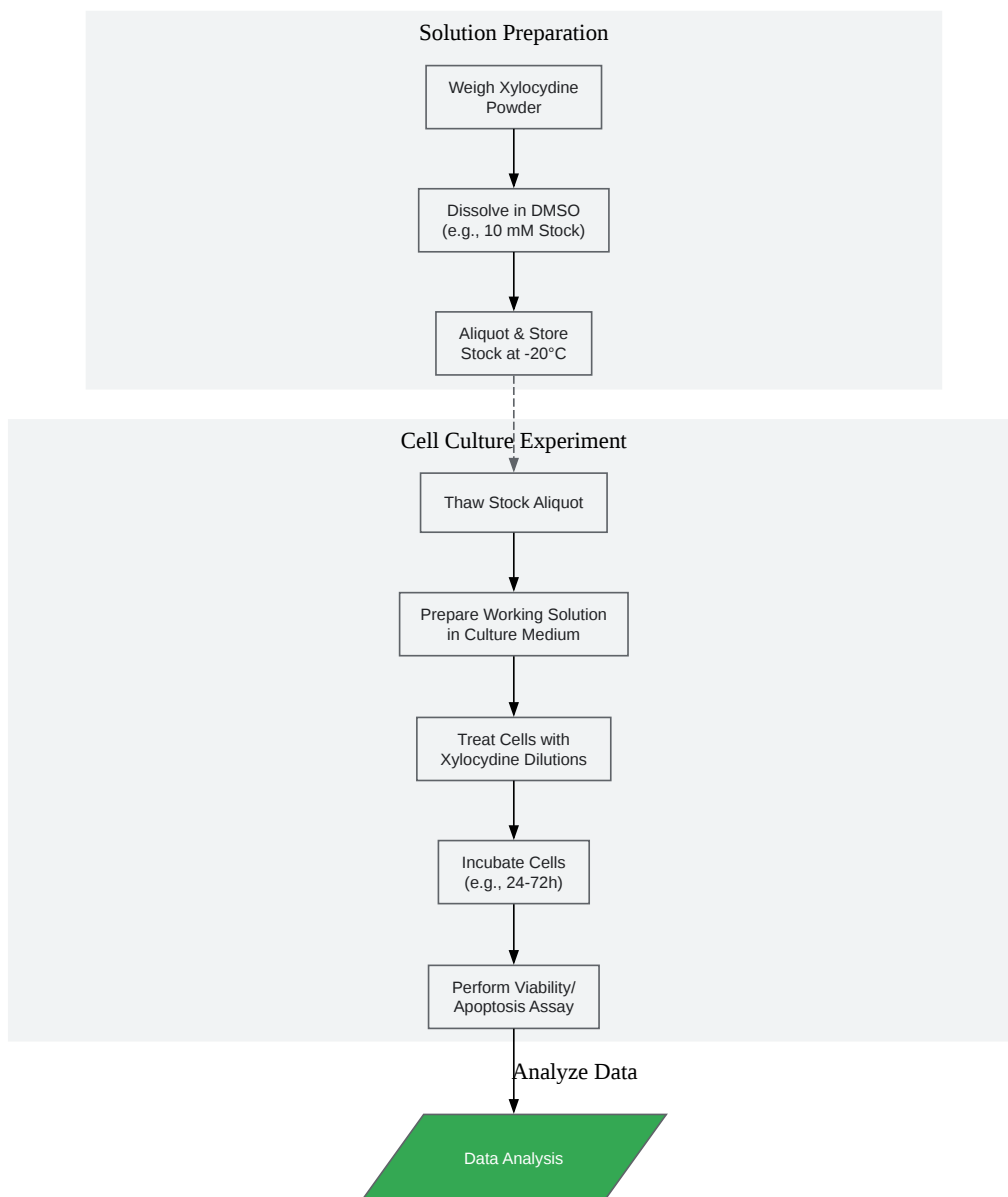 Solution Preparation
Weigh Xylocydine
Powder
Dissolve in DMSO
(e.g., 10 mM Stock)
Aliquot & Store
Stock at -20°C
Cell Culture Experiment
Thaw Stock Aliquot
Prepare Working Solution
in Culture Medium
Treat Cells with
Xylocydine Dilutions
Incubate Cells
(e.g., 24-72h)
Perform Viability/
Apoptosis Assay
Analyze Data
Data Analysis